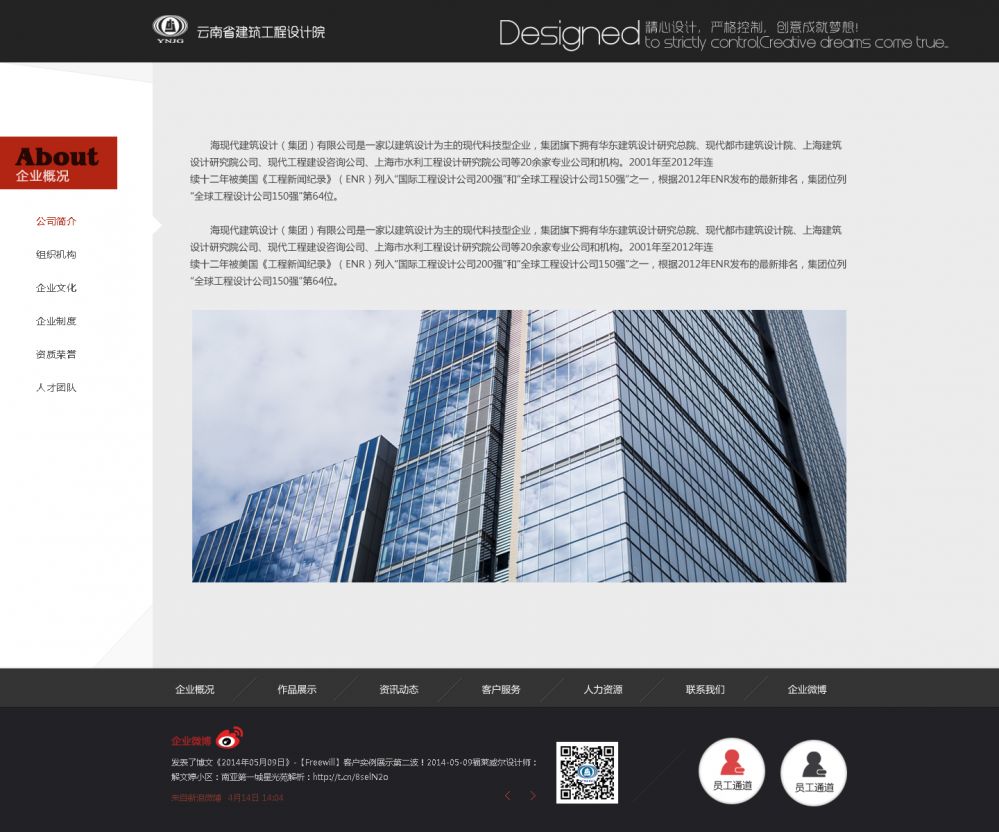 YNJG
云南省建筑工程设计院
Designed
精心设计，严格控制，创意成就梦想!
to strictly control.Creative dreams come true...
About
企业概况
公司简介
组织机构
企业文化
企业制度
资质荣誉
人才团队
海现代建筑设计（集团）有限公司是一家以建筑设计为主的现代科技型企业，集团旗下拥有华东建筑设计研究总院、现代都市建筑设计院、上海建筑
设计研究院公司、现代工程建设咨询公司、上海市水利工程设计研究院公司等20余家专业公司和机构。2001年至2012年连
续十二年被美国《工程新闻纪录》（ENR）列入“国际工程设计公司200强”和“全球工程设计公司150强”之一，根据2012年ENR发布的最新排名，集团位列
“全球工程设计公司150强”第64位。
海现代建筑设计（集团）有限公司是一家以建筑设计为主的现代科技型企业，集团旗下拥有华东建筑设计研究总院、现代都市建筑设计院、上海建筑
设计研究院公司、现代工程建设咨询公司、上海市水利工程设计研究院公司等20余家专业公司和机构。2001年至2012年连
续十二年被美国《工程新闻纪录》（ENR）列入“国际工程设计公司200强”和“全球工程设计公司150强”之一，根据2012年ENR发布的最新排名，集团位列
“全球工程设计公司150强”第64位。
企业概况 作品展示 资讯动态 客户服务 人力资源 联系我们 企业微博
企业微博
发表了博文《2014年05月09日》-【Freewill】客户实例展示第二波！2014-05-09福莱威尔设计师：
解文婷小区：南亚第一城星光苑解析：http://t.cn/8selN2o
来自新浪微博 4月14日 14:04
员工通道
员工通道